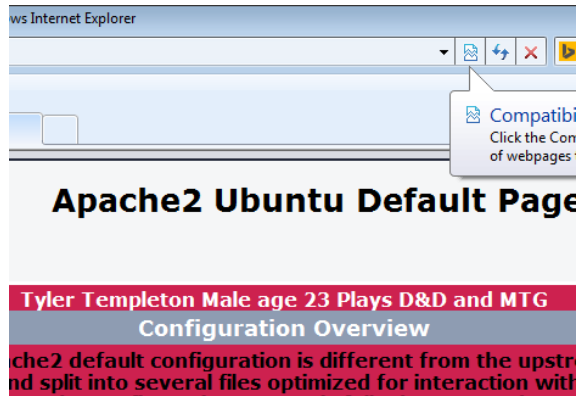 ws Internet Explorer
Compatibi
Click the Com
of webpages
Apache2 Ubuntu Default Page
Tyler Templeton Male age 23 Plays D&D and MTG
Configuration Overview
che2 default configuration is different from the upstre
nd split into several files optimized for interaction with